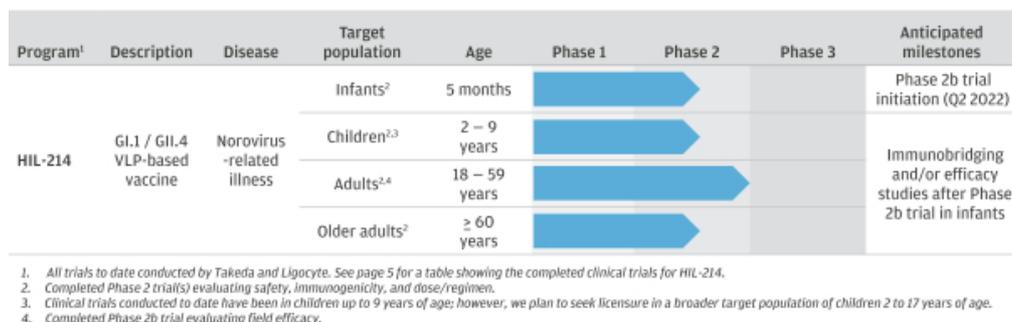 Program¹ Description Disease Target population Age Phase 1 Phase 2 Phase 3 Anticipated milestones
HIL-214
GI.1 / GII.4
VLP-based
vaccine
Norovirus
-related
illness
Infants² 5 months
Phase 2b trial
initiation (Q2 2022)
Children²,³ 2 – 9
years
Adults²,⁴ 18 – 59
years
Older adults² ≥ 60
years
Immunobridging
and/or efficacy
studies after Phase
2b trial in infants
1. All trials to date conducted by Takeda and Ligocyte. See page 5 for a table showing the completed clinical trials for HIL-214.
2. Completed Phase 2 trial(s) evaluating safety, immunogenicity, and dose/regimen.
3. Clinical trials conducted to date have been in children up to 9 years of age; however, we plan to seek licensure in a broader target population of children 2 to 17 years of age.
4. Completed Phase 2b trial evaluating field efficacy.